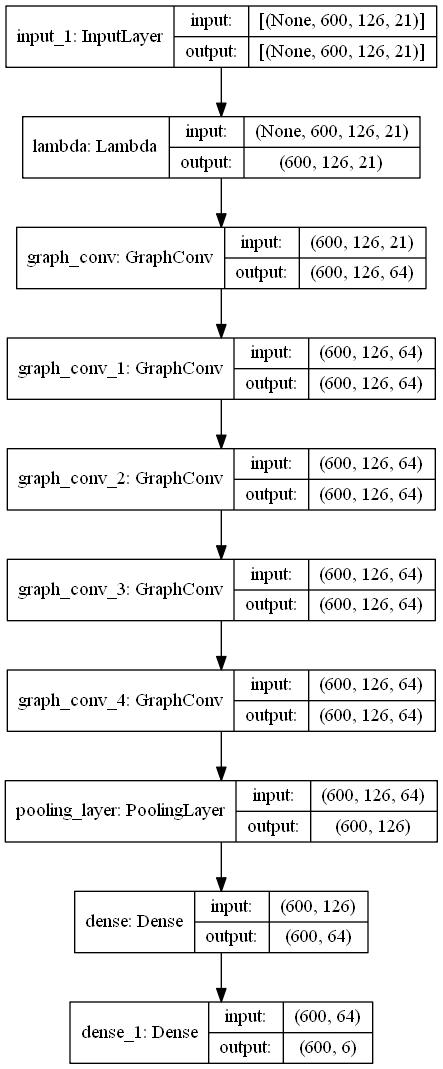 input_1: InputLayer
input: [(None, 600, 126, 21)]
output: [(None, 600, 126, 21)]
lambda: Lambda
input: (None, 600, 126, 21)
output: (600, 126, 21)
graph_conv: GraphConv
input: (600, 126, 21)
output: (600, 126, 64)
graph_conv_1: GraphConv
input: (600, 126, 64)
output: (600, 126, 64)
graph_conv_2: GraphConv
input: (600, 126, 64)
output: (600, 126, 64)
graph_conv_3: GraphConv
input: (600, 126, 64)
output: (600, 126, 64)
graph_conv_4: GraphConv
input: (600, 126, 64)
output: (600, 126, 64)
pooling_layer: PoolingLayer
input: (600, 126, 64)
output: (600, 126)
dense: Dense
input: (600, 126)
output: (600, 64)
dense_1: Dense
input: (600, 64)
output: (600, 6)